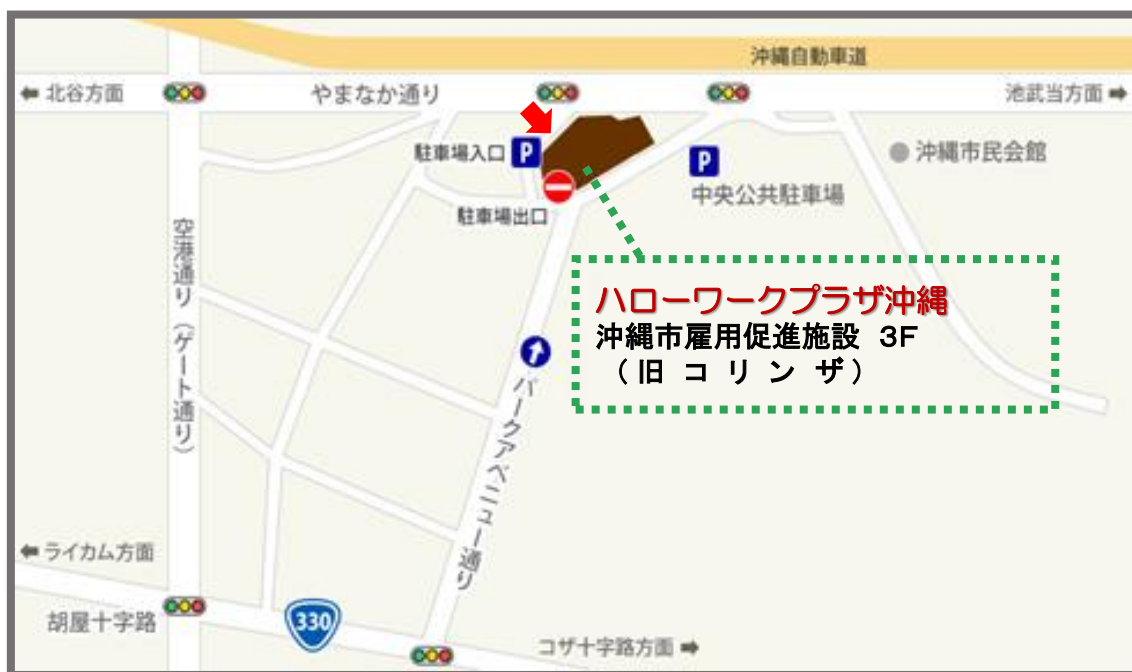 沖縄自動車道
⬅ 北谷方面
やまなか通り
池武当方面 ➡
駐車場入口 P
P
沖縄市民会館
中央公共駐車場
駐車場出口
空港通り（ゲート通り）
ハローワークプラザ沖縄
沖縄市雇用促進施設 3F
（旧 コ リ ン ザ）
パークアベニュー通り
⬅ ライカム方面
胡屋十字路
330
コザ十字路方面 ➡